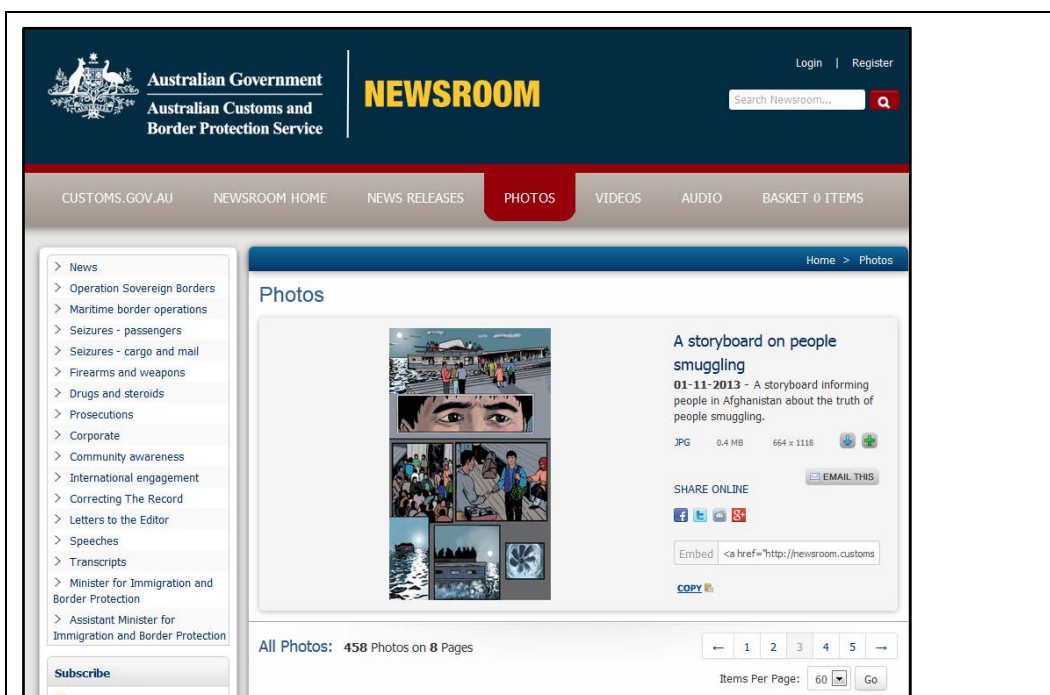 Australian Government
Australian Customs and
Border Protection Service
NEWSROOM
Login | Register
Search Newsroom...
CUSTOMS.GOV.AU NEWSROOM HOME NEWS RELEASES PHOTOS VIDEOS AUDIO BASKET 0 ITEMS
> News
> Operation Sovereign Borders
> Maritime border operations
> Seizures - passengers
> Seizures - cargo and mail
> Firearms and weapons
> Drugs and steroids
> Prosecutions
> Corporate
> Community awareness
> International engagement
> Correcting The Record
> Letters to the Editor
> Speeches
> Transcripts
> Minister for Immigration and
Border Protection
> Assistant Minister for
Immigration and Border Protection
Subscribe
Home > Photos
Photos
A storyboard on people
smuggling
01-11-2013 - A storyboard informing
people in Afghanistan about the truth of
people smuggling.
JPG 0.4 MB 664 x 1118
EMAIL THIS
SHARE ONLINE
Embed <a href="http://newsroom.customs
COPY
All Photos: 458 Photos on 8 Pages
← 1 2 3 4 5 →
Items Per Page: 60 Go